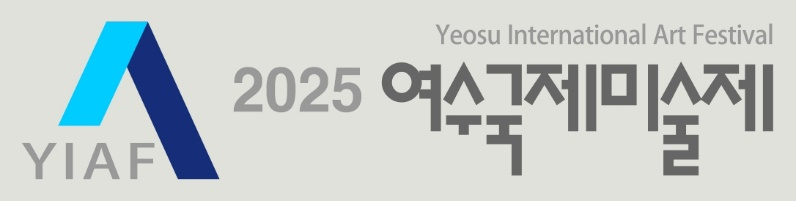 YIAF
Yeosu International Art Festival
2025 여수국제미술제